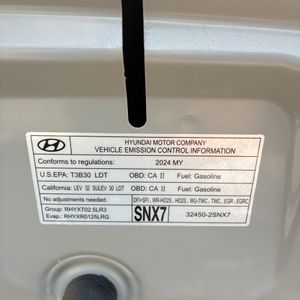 HYUNDAI MOTOR COMPANY
VEHICLE EMISSION CONTROL INFORMATION
Conforms to regulations: 2024 MY
U.S.EPA: T3B30 LDT OBD: CA II Fuel: Gasoline
California: LEV III SULEV 30 LDT OBD: CA II Fuel: Gasoline
No adjustments needed. DFI+SFI, WR-HO2S, HO2S, WU-TWC, TWC, EGR, EGRC
Group: RHYXT02.5LR3
Evap.: RHYXR0125LRG
SNX7
32450-2SNX7